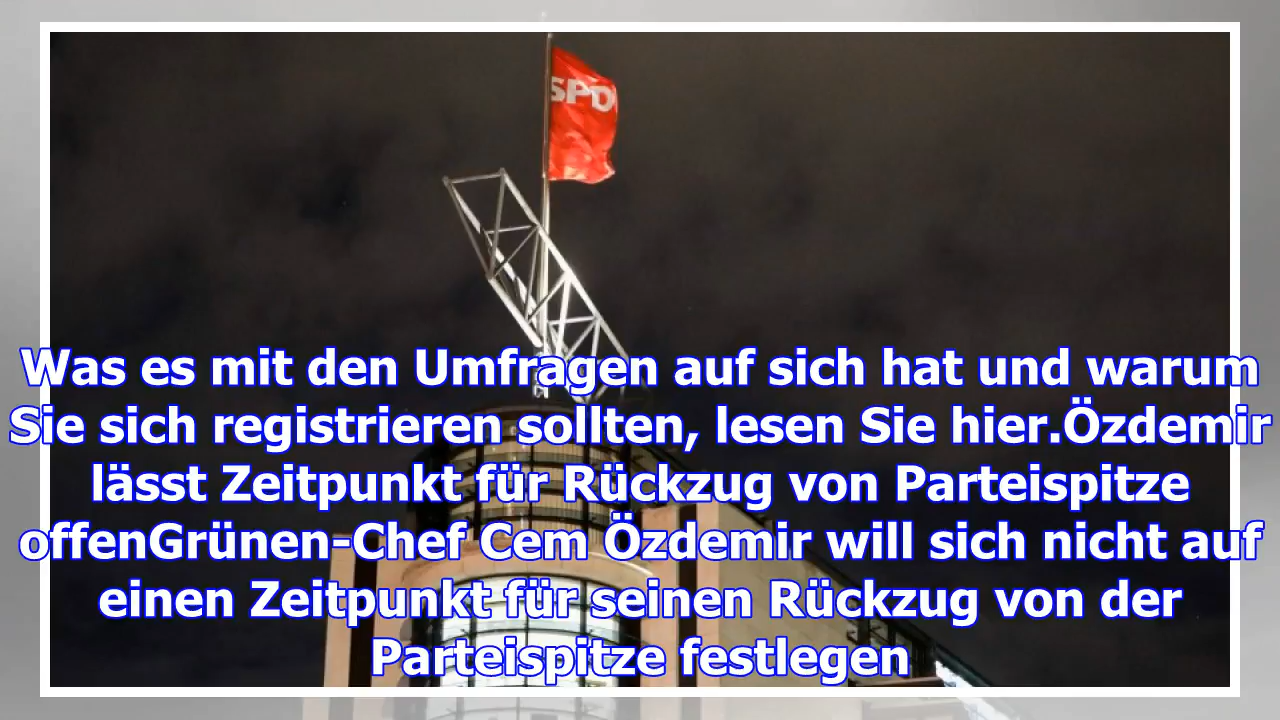 SPD
Was es mit den Umfragen auf sich hat und warum
Sie sich registrieren sollten, lesen Sie hier.Özdemir
lässt Zeitpunkt für Rückzug von Parteispitze
offenGrünen-Chef Cem Özdemir will sich nicht auf
einen Zeitpunkt für seinen Rückzug von der
Parteispitze festlegen